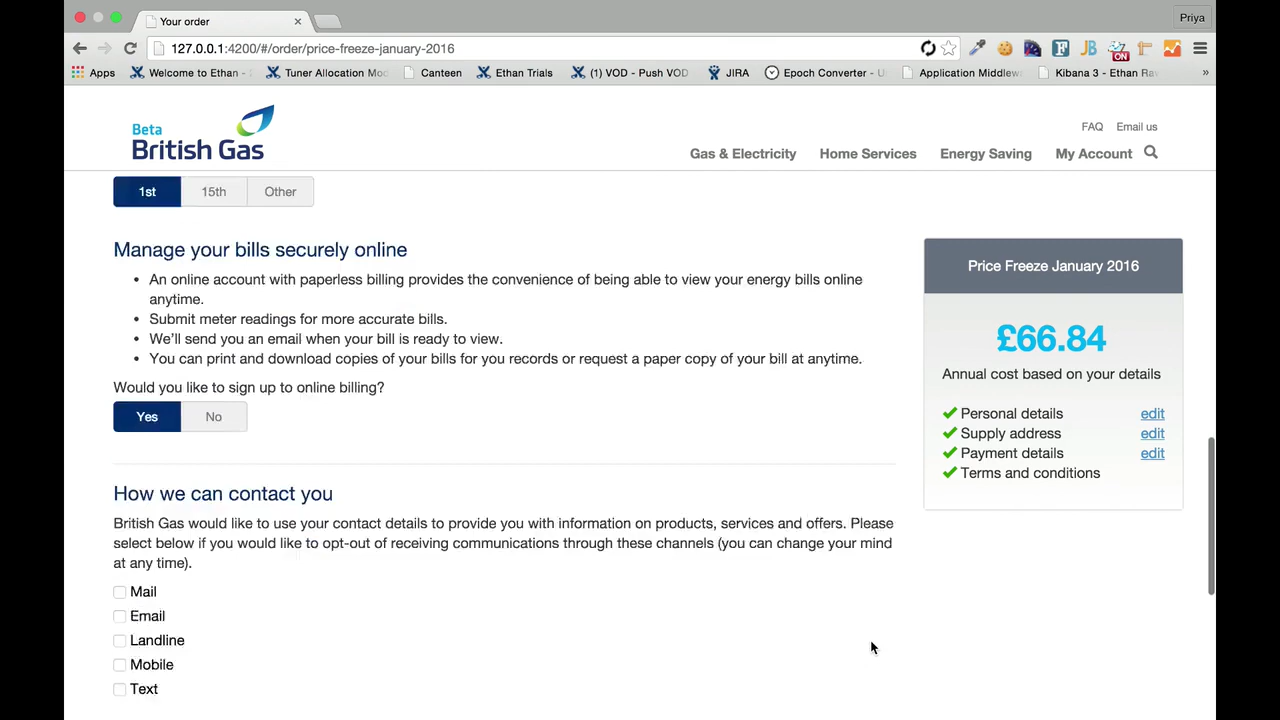 Your order
Priya
127.0.0.1:4200/#/order/price-freeze-january-2016
ON
Apps
Welcome to Ethan -
Tuner Allocation Mod
Canteen
Ethan Trials
(1) VOD - Push VOD
JIRA
Epoch Converter - U
Application Middlew
Kibana 3 - Ethan Ra
»
Beta
British Gas
FAQ Email us
Gas & Electricity Home Services Energy Saving My Account
1st 15th Other
Manage your bills securely online
• An online account with paperless billing provides the convenience of being able to view your energy bills online
anytime.
• Submit meter readings for more accurate bills.
• We'll send you an email when your bill is ready to view.
• You can print and download copies of your bills for you records or request a paper copy of your bill at anytime.
Would you like to sign up to online billing?
Yes No
How we can contact you
British Gas would like to use your contact details to provide you with information on products, services and offers. Please
select below if you would like to opt-out of receiving communications through these channels (you can change your mind
at any time).
Mail
Email
Landline
Mobile
Text
Price Freeze January 2016
£66.84
Annual cost based on your details
Personal details edit
Supply address edit
Payment details edit
Terms and conditions